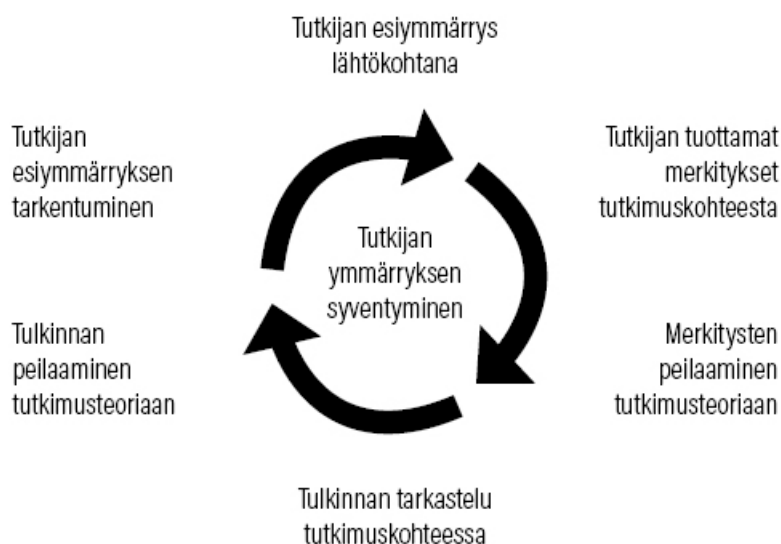 Tutkijan esiymmärrys
lähtökohtana
Tutkijan tuottamat
merkitykset
tutkimuskohteesta
Merkitysten
peilaaminen
tutkimusteoriaan
Tulkinnan tarkastelu
tutkimuskohteessa
Tulkinnan
peilaaminen
tutkimusteoriaan
Tutkijan
esiymmärryksen
tarkentuminen
Tutkijan
ymmärryksen
syventyminen